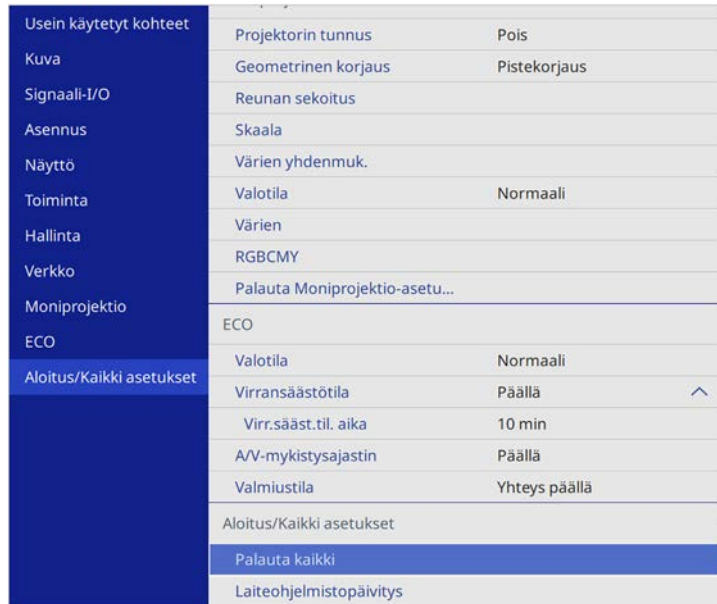 Usein käytetyt kohteet
Kuva
Signaali-I/O
Asennus
Näyttö
Toiminta
Hallinta
Verkko
Moniprojektio
ECO
Aloitus/Kaikki asetukset
Projektorin tunnus Pois
Geometrinen korjaus Pistekorjaus
Reunan sekoitus
Skaala
Värien yhdenmuk.
Valotila Normaali
Värien
RGBCMY
Palauta Moniprojektio-asetu...
ECO
Valotila Normaali
Virransäästötila Päällä
Virr.sääst.til. aika 10 min
A/V-mykistysajastin Päällä
Valmiustila Yhteys päällä
Aloitus/Kaikki asetukset
Palauta kaikki
Laiteohjelmistopäivitys